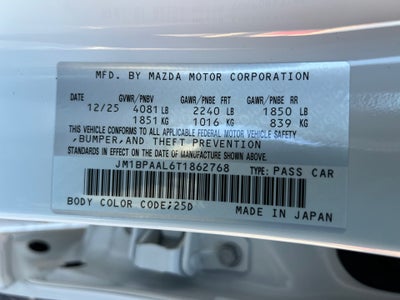 MFD. BY MAZDA MOTOR CORPORATION
DATE GVWR/PNBV GAWR/PNBE FRT GAWR/PNBE RR
12/25 4081 LB 2240 LB 1850 LB
1851 KG 1016 KG 839 KG
THIS VEHICLE CONFORMS TO ALL APPLICABLE FEDERAL MOTOR VEHICLE SAFETY
,BUMPER,AND THEFT PREVENTION
STANDARDS IN EFFECT ON THE DATE OF MANUFACTURE SHOWN ABOVE.
JM1BPAAL6T1862768 TYPE: PASS CAR
BODY COLOR CODE;25D MADE IN JAPAN